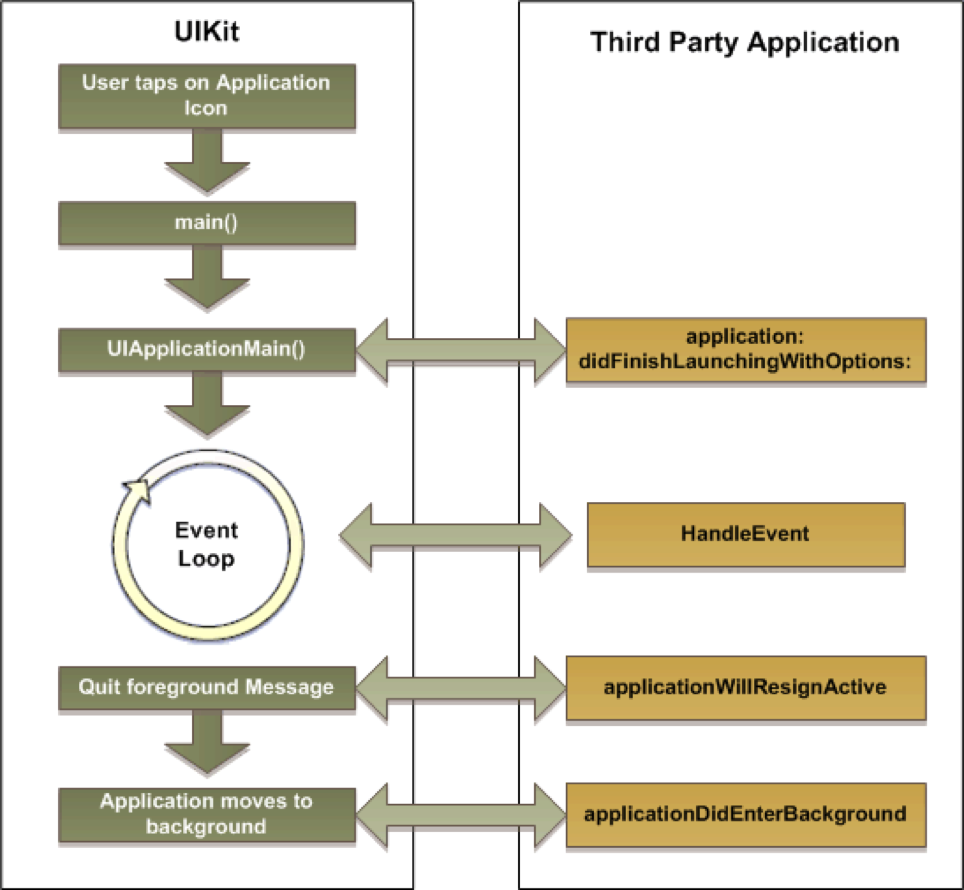 UIKit
User taps on Application
Icon
main()
UIApplicationMain()
Event
Loop
Quit foreground Message
Application moves to
background
Third Party Application
application:
didFinishLaunchingWithOptions:
HandleEvent
applicationWillResignActive
applicationDidEnterBackground